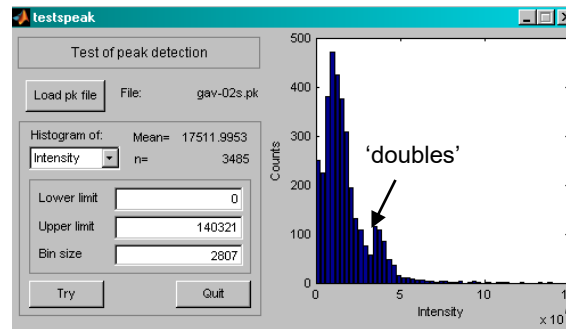 testspeak
Test of peak detection
Load pk file
File:
gav-02s.pk
Histogram of:
Mean= 17511.9953
Intensity
n= 3485
Lower limit
0
Upper limit
140321
Bin size
2807
Try
Quit
500
400
300
200
100
0
Counts
'doubles'
0
5
10
Intensity
x 10